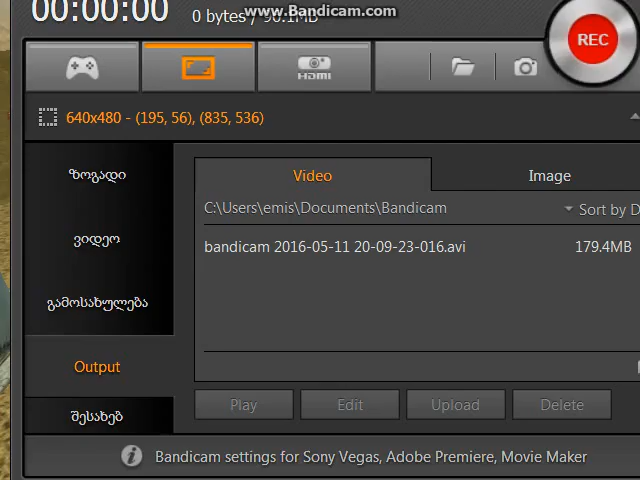 www.Bandicam.com
00:00:00
0 bytes / 90.1MB
REC
HDMI
640x480 - (195, 56), (835, 536)
ზოგადი
Video
Image
C:\Users\emis\Documents\Bandicam
Sort by D
ვიდეო
bandicam 2016-05-11 20-09-23-016.avi
179.4MB
გამოსახულება
Output
Play
Edit
Upload
Delete
შესახებ
Bandicam settings for Sony Vegas, Adobe Premiere, Movie Maker